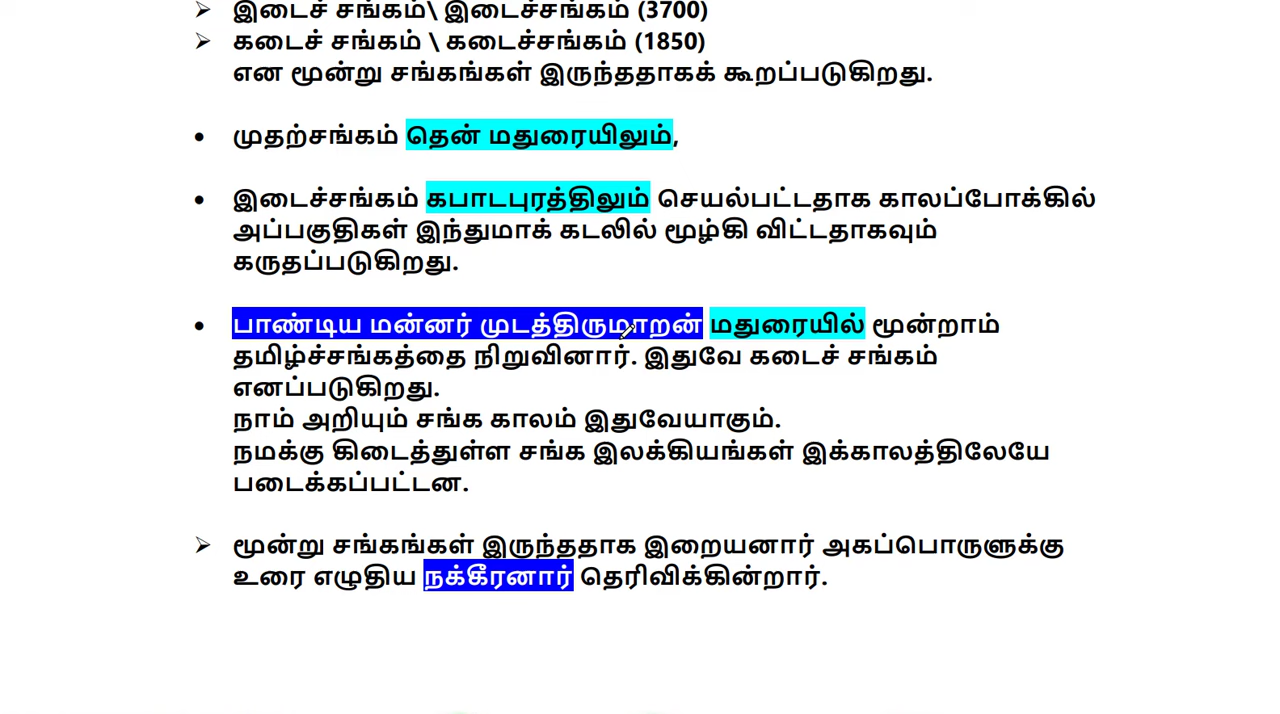 ➢ இடைச் சங்கம்\ இடைச்சங்கம் (3700)
➢ கடைச் சங்கம் \ கடைச்சங்கம் (1850)
என மூன்று சங்கங்கள் இருந்ததாகக் கூறப்படுகிறது.
• முதற்சங்கம் தென் மதுரையிலும்,
• இடைச்சங்கம் கபாடபுரத்திலும் செயல்பட்டதாக காலப்போக்கில்
அப்பகுதிகள் இந்துமாக் கடலில் மூழ்கி விட்டதாகவும்
கருதப்படுகிறது.
• பாண்டிய மன்னர் முடத்திருமாறன் மதுரையில் மூன்றாம்
தமிழ்ச்சங்கத்தை நிறுவினார். இதுவே கடைச் சங்கம்
எனப்படுகிறது.
நாம் அறியும் சங்க காலம் இதுவேயாகும்.
நமக்கு கிடைத்துள்ள சங்க இலக்கியங்கள் இக்காலத்திலேயே
படைக்கப்பட்டன.
➢ மூன்று சங்கங்கள் இருந்ததாக இறையனார் அகப்பொருளுக்கு
உரை எழுதிய நக்கீரனார் தெரிவிக்கின்றார்.